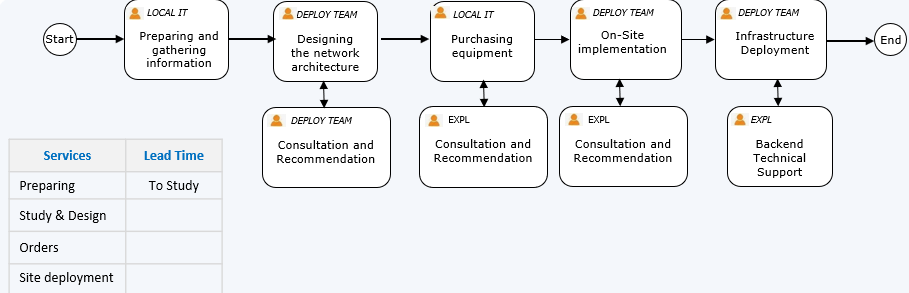 Start
LOCAL IT
Preparing and
gathering
information
DEPLOY TEAM
Designing
the network
architecture
LOCAL IT
Purchasing
equipment
DEPLOY TEAM
On-Site
implementation
DEPLOY TEAM
Infrastructure
Deployment
End
DEPLOY TEAM
Consultation and
Recommendation
EXPL
Consultation and
Recommendation
EXPL
Consultation and
Recommendation
EXPL
Backend
Technical
Support
Services Lead Time
Preparing To Study
Study & Design
Orders
Site deployment